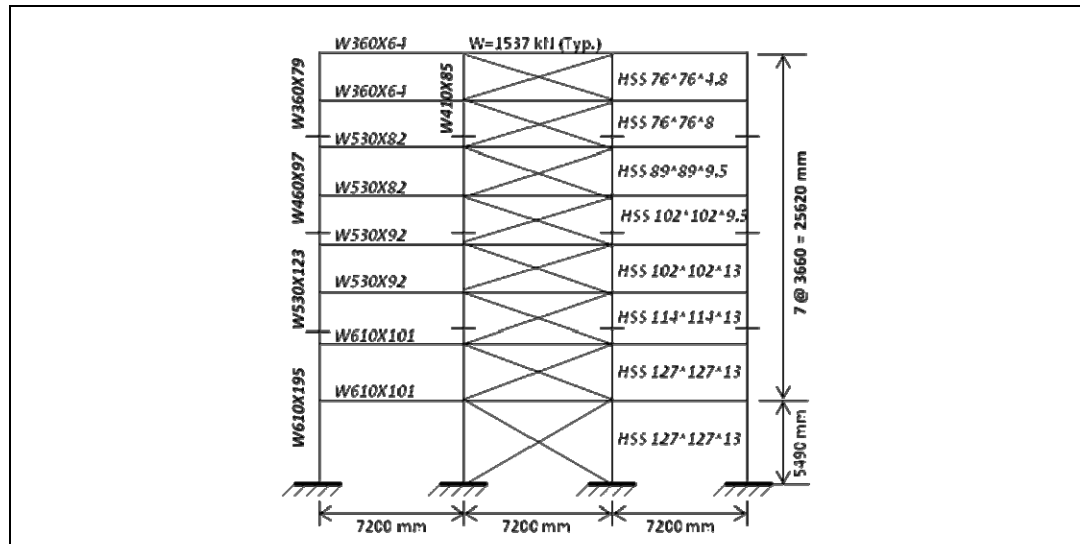 W360X64 W=1537 kN (Typ.)
W360X79
W410X85
HSS 76*76*4.8
W360X64
HSS 76*76*8
W530X82
HSS 89*89*9.5
W460X97
W530X82
HSS 102*102*9.5
W530X92
HSS 102*102*13
W530X123
W530X92
HSS 114*114*13
W610X101
HSS 127*127*13
W610X195
W610X101
HSS 127*127*13
7 @ 3660 = 25620 mm
5490 mm
7200 mm 7200 mm 7200 mm